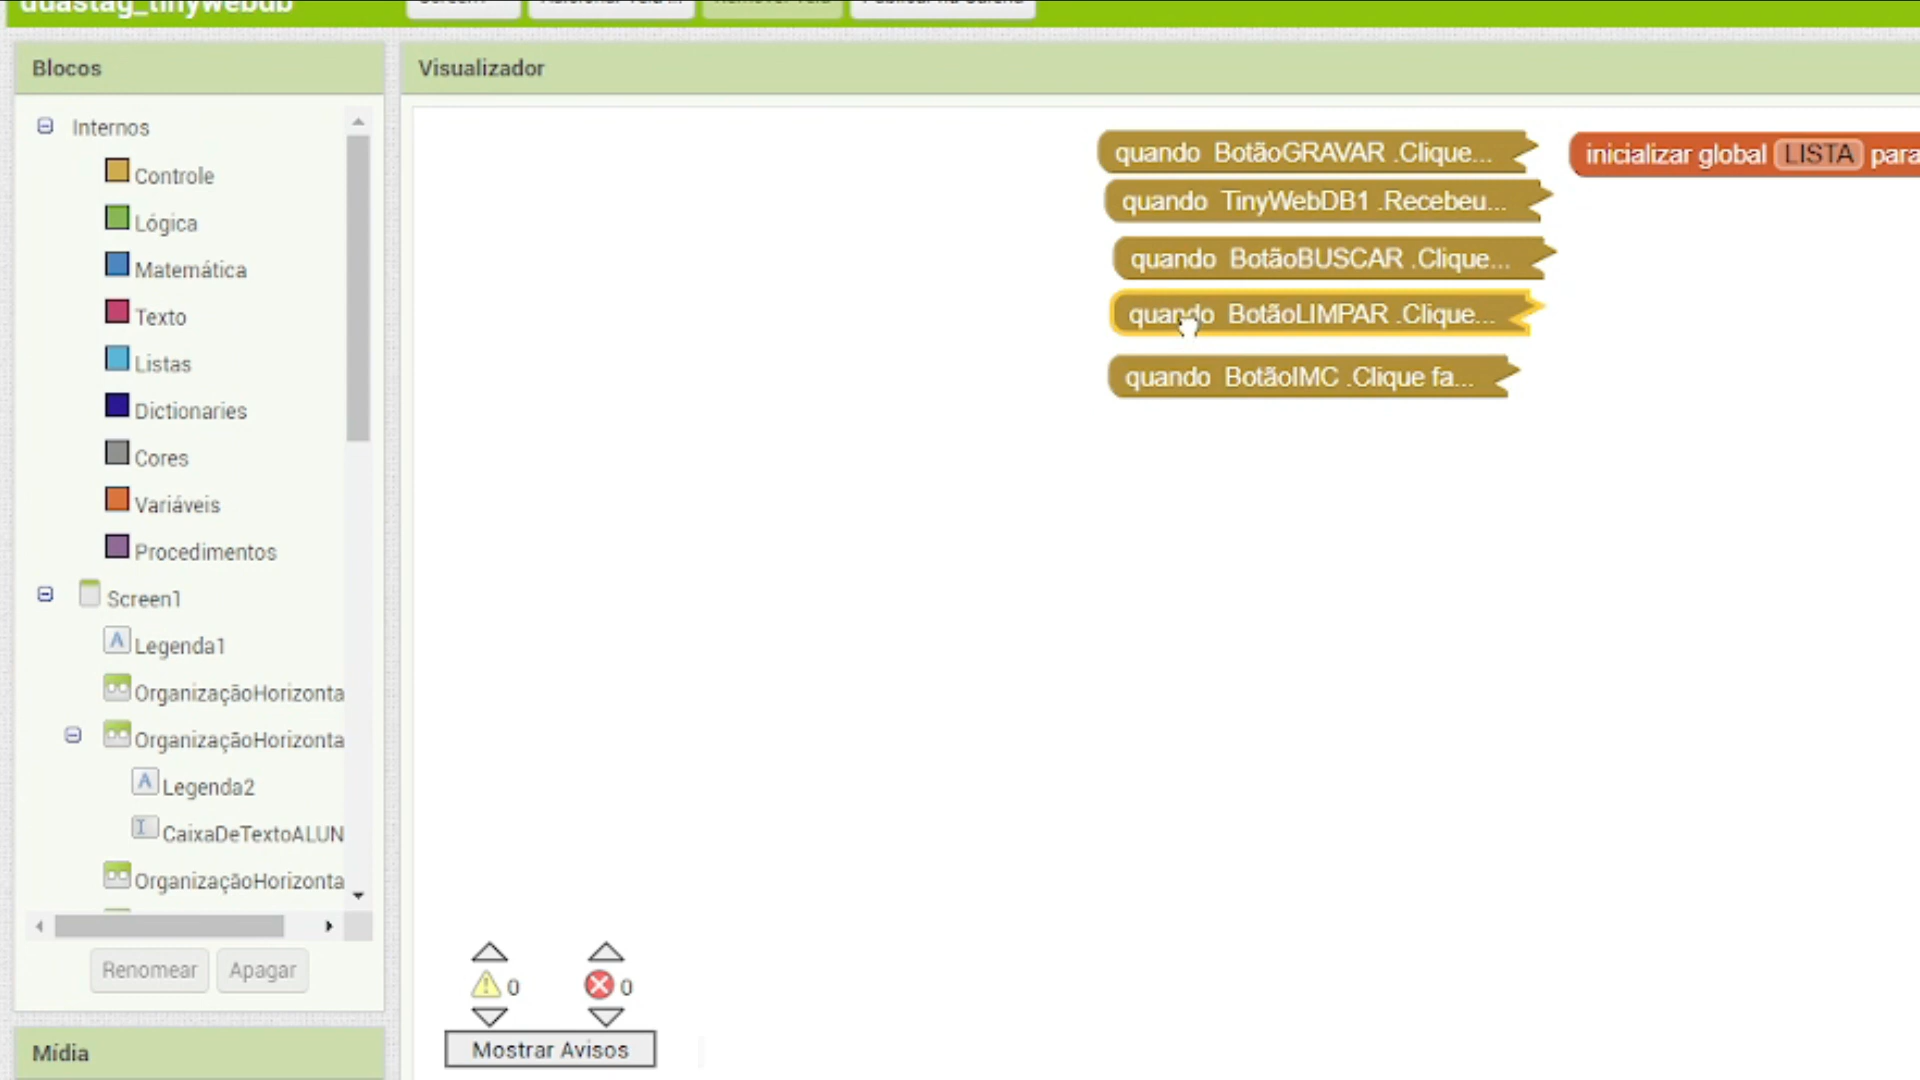 duastag_tinywebdb
Blocos
Visualizador
Internos
Controle
Lógica
Matemática
Texto
Listas
Dictionaries
Cores
Variáveis
Procedimentos
Screen1
Legenda1
OrganizaçãoHorizonta
OrganizaçãoHorizonta
Legenda2
CaixaDeTextoALUN
OrganizaçãoHorizonta
Renomear Apagar
Mídia
quando BotãoGRAVAR .Clique...
inicializar global LISTA para
quando TinyWebDB1 .Recebeu...
quando BotãoBUSCAR .Clique...
quando BotãoLIMPAR .Clique...
quando BotãoIMC .Clique fa...
0 0
Mostrar Avisos